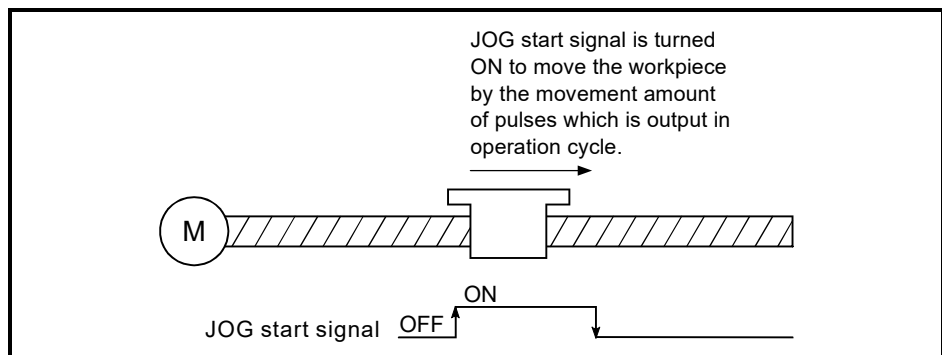 JOG start signal is turned
ON to move the workpiece
by the movement amount
of pulses which is output in
operation cycle.
M
ON
JOG start signal OFF